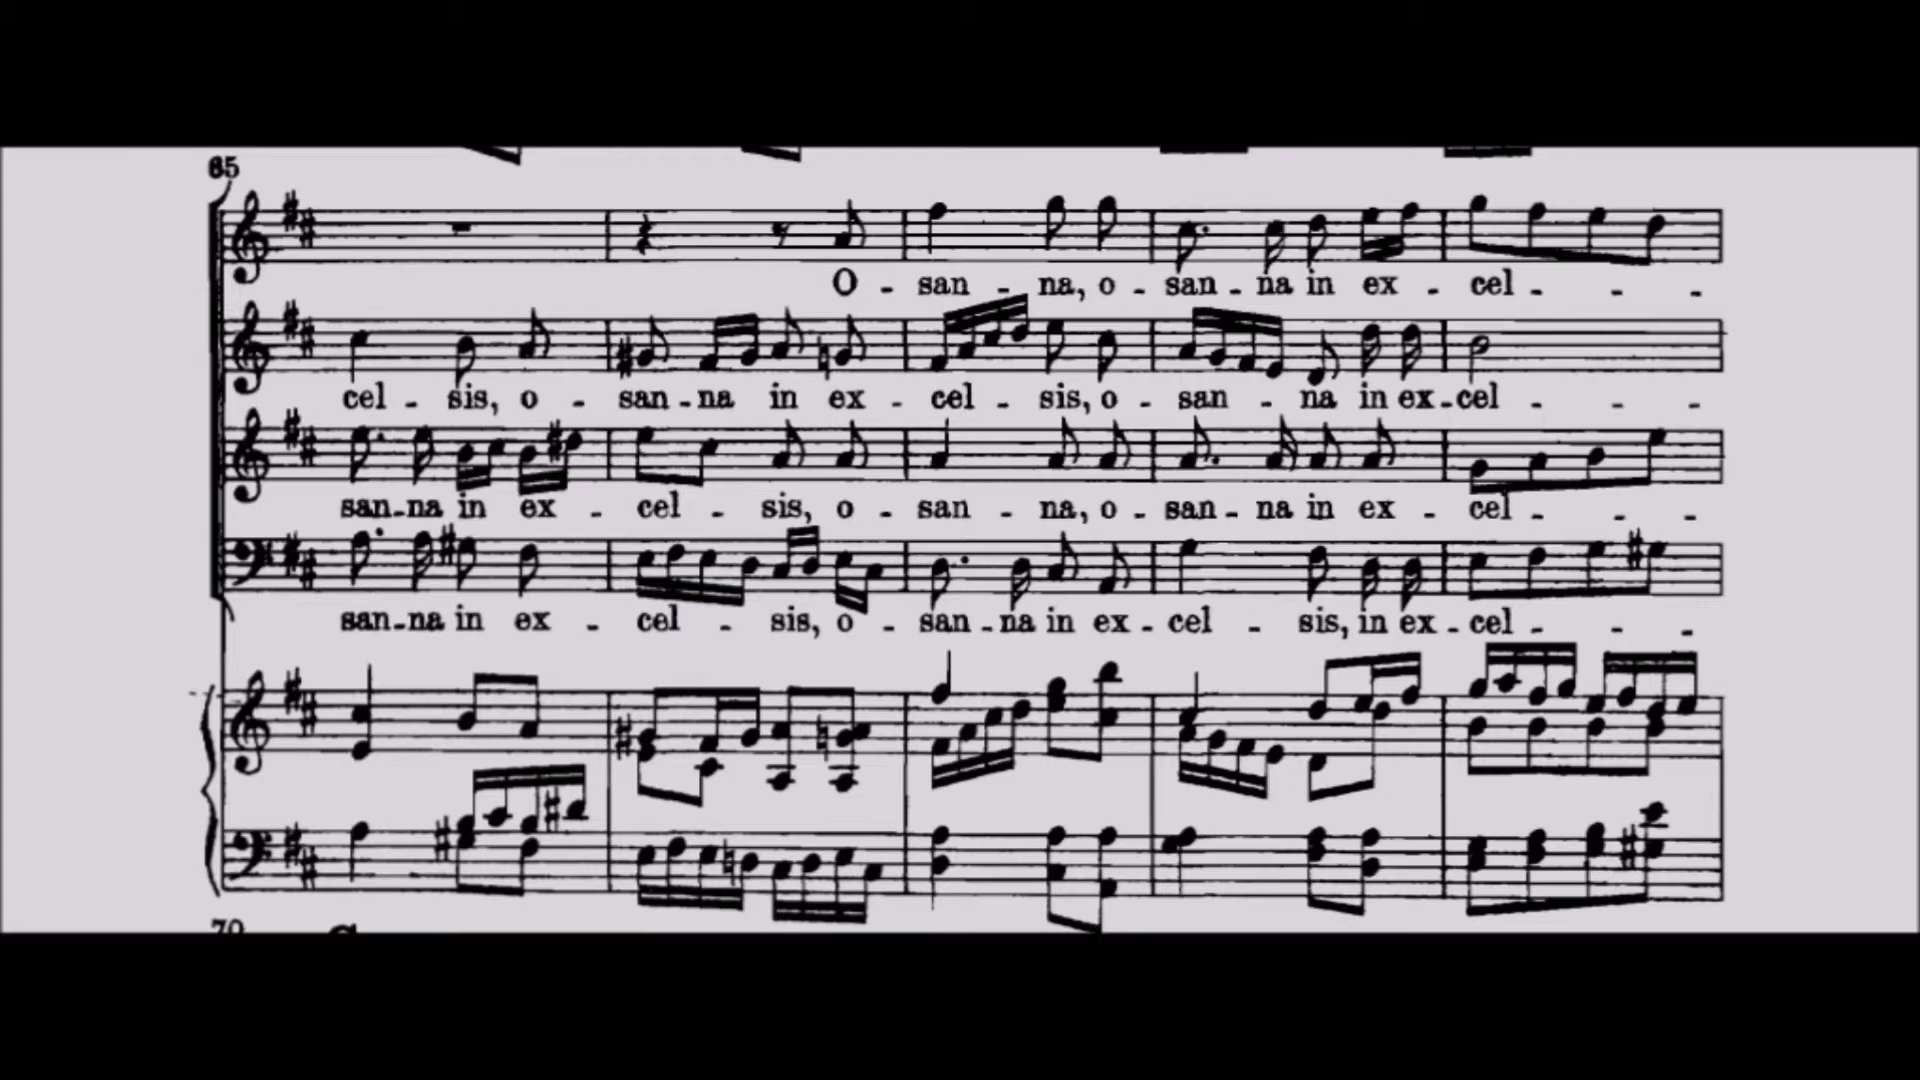 65
O - san - na, o - san - na in ex - cel - - -
cel - sis, o - san - na in ex - cel - sis, o - san - na in ex - cel - - -
san - na in ex - cel - sis, o - san - na, o - san - na in ex - cel - - -
san - na in ex - cel - sis, o - san - na in ex - cel - sis, in ex - cel - - -
70